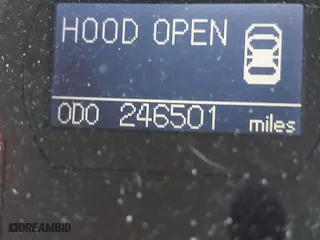 HOOD OPEN
ODO 246501 miles
DREAMBID